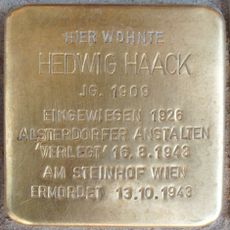 HIER WOHNTE
HEDWIG HAACK
JG. 1909
EINGEWIESEN 1926
ALSTERDORFER ANSTALTEN
'VERLEGT' 16.8.1943
AM STEINHOF WIEN
ERMORDET 13.10.1943